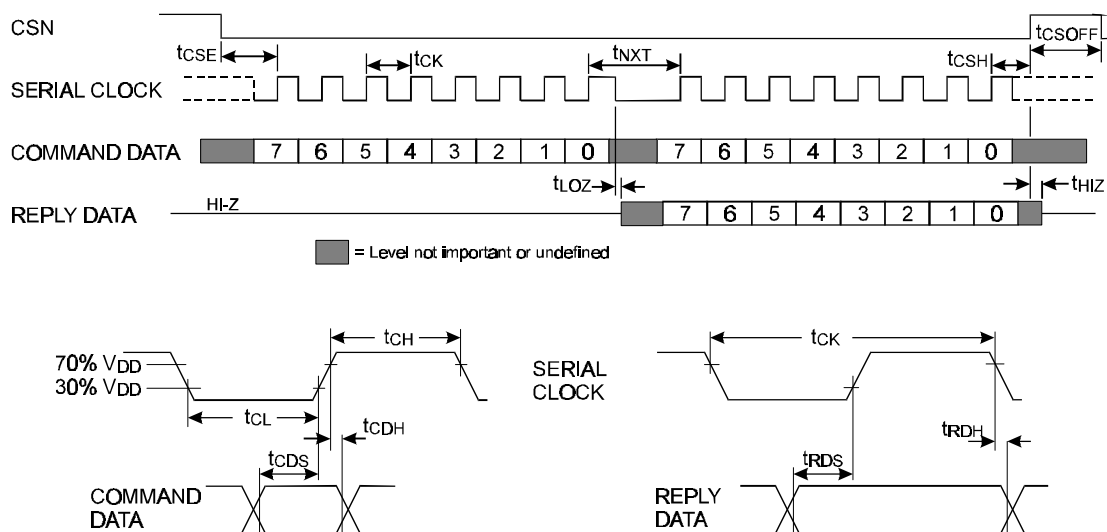 CSN
tCSE
tCK
tNXT
tCSH
tCSOFF
SERIAL CLOCK
COMMAND DATA
7 6 5 4 3 2 1 0 7 6 5 4 3 2 1 0
tLOZ
tHIZ
REPLY DATA
HI-Z
7 6 5 4 3 2 1 0
= Level not important or undefined
70% VDD
30% VDD
tCH
tCL
tCDH
tCDS
COMMAND
DATA
SERIAL
CLOCK
tCK
tRDH
tRDS
REPLY
DATA